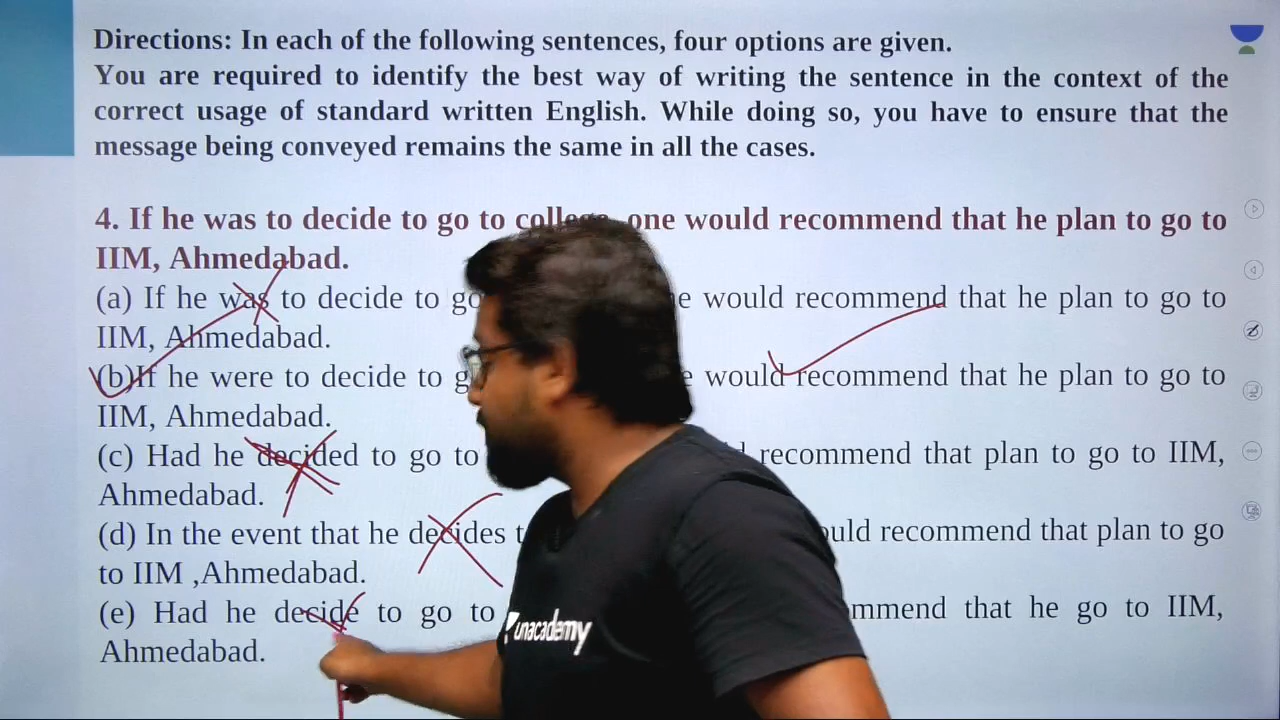 Directions: In each of the following sentences, four options are given.
You are required to identify the best way of writing the sentence in the context of the
correct usage of standard written English. While doing so, you have to ensure that the
message being conveyed remains the same in all the cases.
4. If he was to decide to go to college, one would recommend that he plan to go to
IIM, Ahmedabad.
(a) If he was to decide to go would recommend that he plan to go to
IIM, Ahmedabad.
(b)If he were to decide to would recommend that he plan to go to
IIM, Ahmedabad.
(c) Had he decided to go to recommend that plan to go to IIM,
Ahmedabad.
(d) In the event that he decides recommend that plan to go
to IIM ,Ahmedabad.
(e) Had he decide to go to that he go to IIM,
Ahmedabad.
unacademy